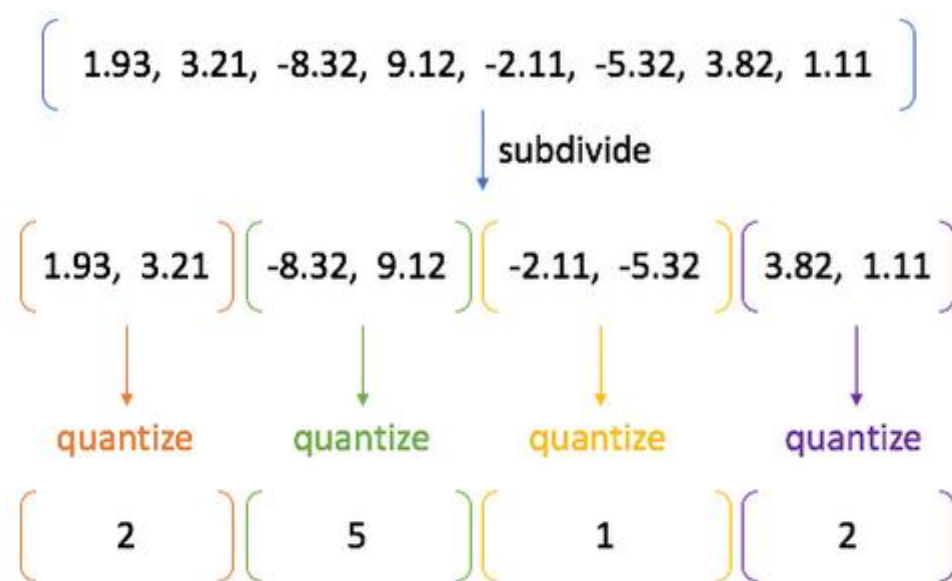 1.93, 3.21, -8.32, 9.12, -2.11, -5.32, 3.82, 1.11
subdivide
1.93, 3.21 -8.32, 9.12 -2.11, -5.32 3.82, 1.11
quantize quantize quantize quantize
2 5 1 2